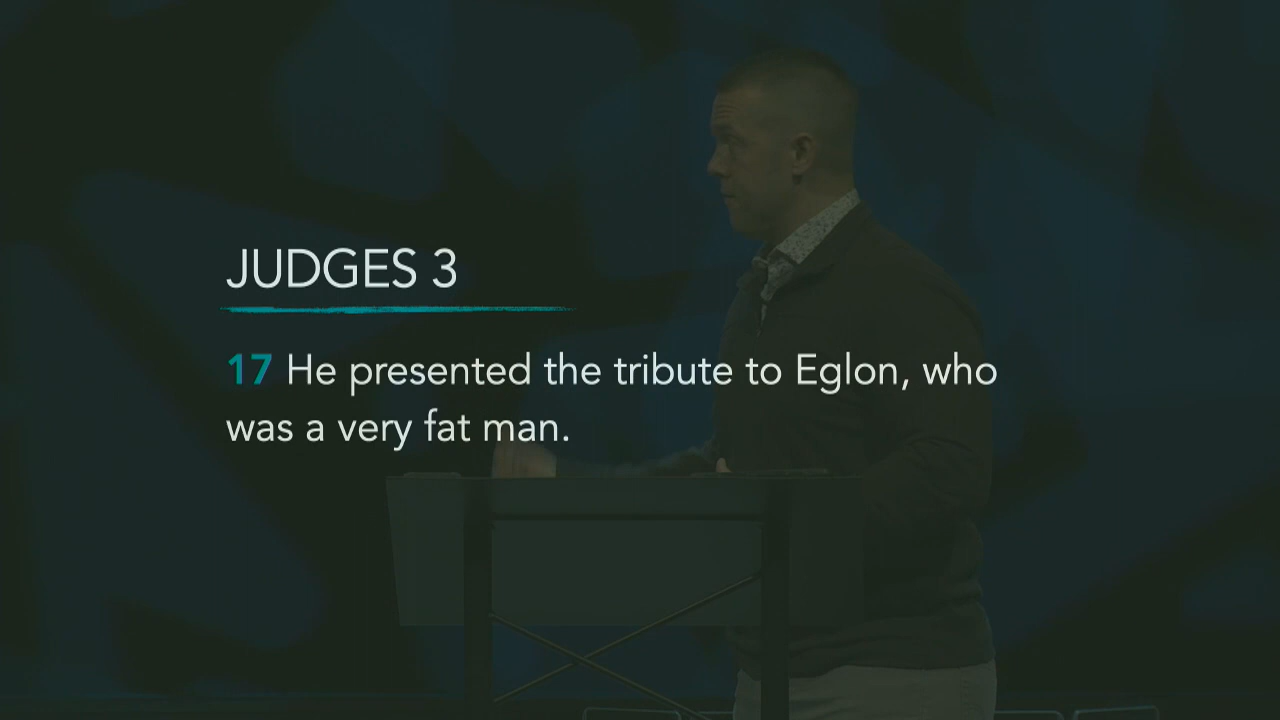 JUDGES 3
17 He presented the tribute to Eglon, who
was a very fat man.